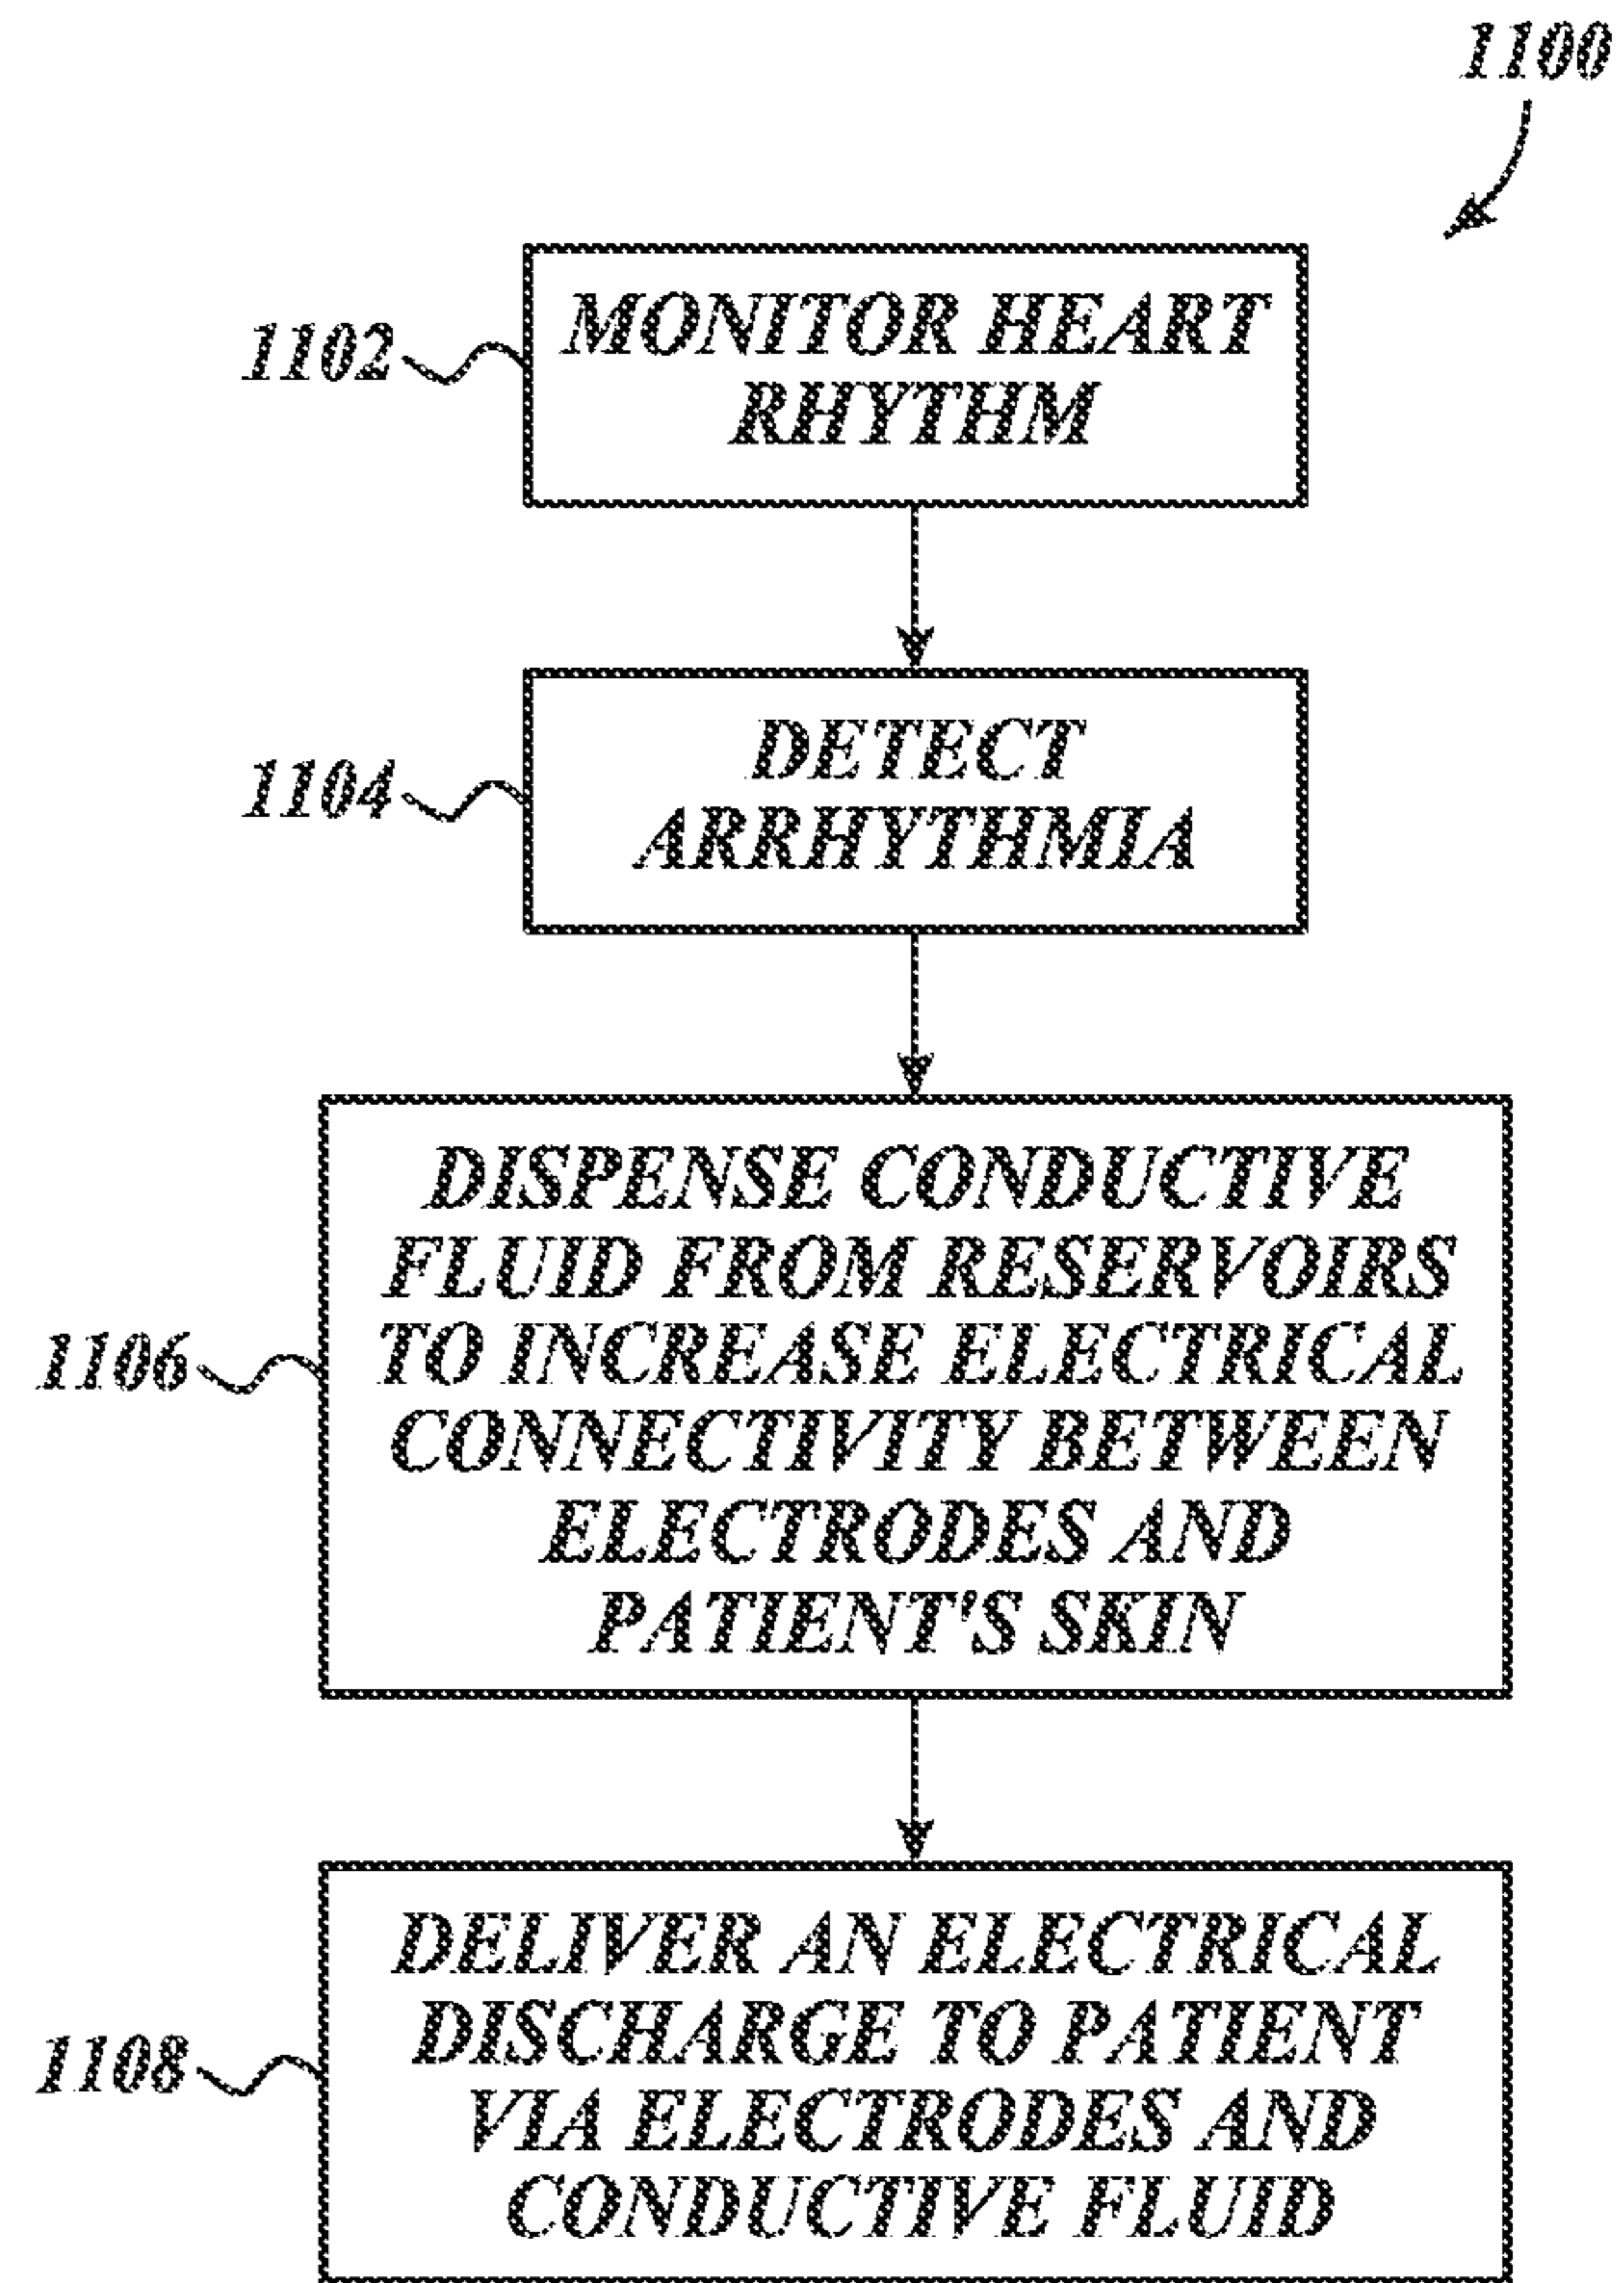 1100
1102
MONITOR HEART
RHYTHM
1104
DETECT
ARRHYTHMIA
1106
DISPENSE CONDUCTIVE
FLUID FROM RESERVOIRS
TO INCREASE ELECTRICAL
CONNECTIVITY BETWEEN
ELECTRODES AND
PATIENT'S SKIN
1108
DELIVER AN ELECTRICAL
DISCHARGE TO PATIENT
VIA ELECTRODES AND
CONDUCTIVE FLUID